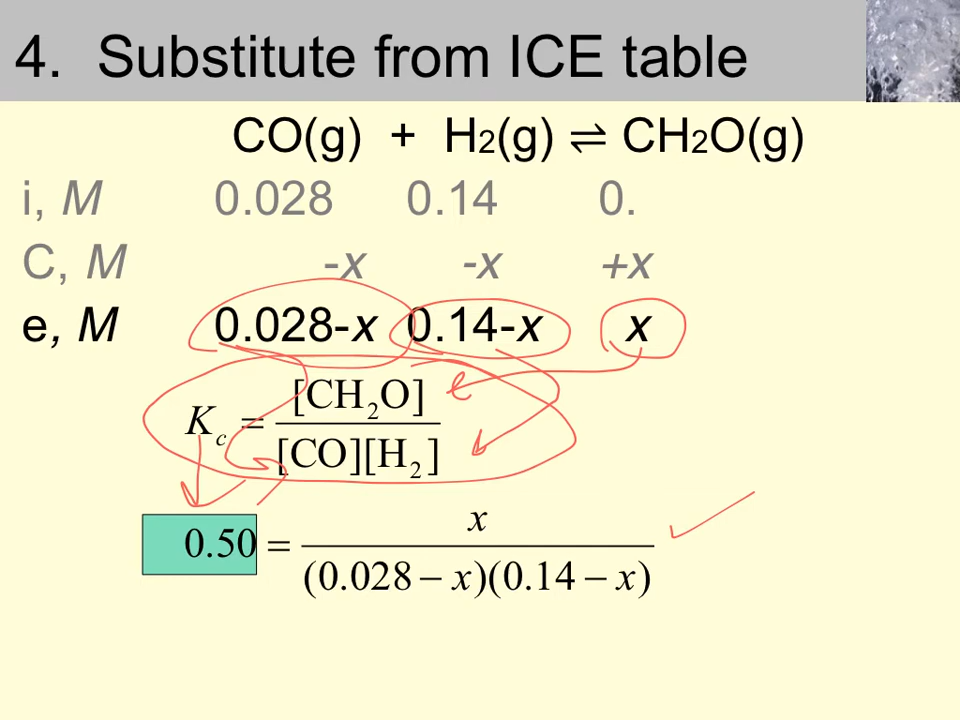 4. Substitute from ICE table
CO(g) + H2(g) ⇌ CH2O(g)
i, M 0.028 0.14 0.
C, M -x -x +x
e, M 0.028-x 0.14-x x
e
Kc = [CH2O] / [CO][H2]
0.50 = x / (0.028 − x)(0.14 − x)